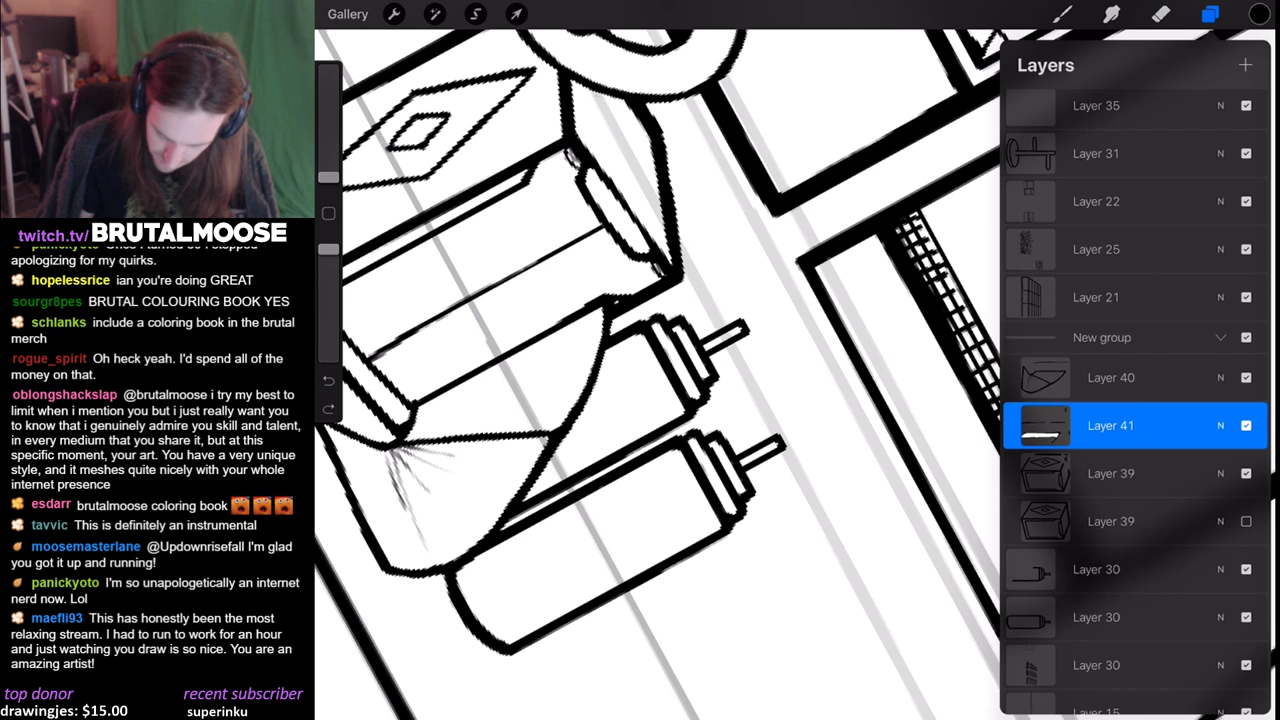 Gallery
Layers
Layer 35 N
Layer 31 N
Layer 22 N
Layer 25 N
Layer 21 N
New group
Layer 40 N
Layer 41 N
Layer 39 N
Layer 39 N
Layer 30 N
Layer 30 N
Layer 30 N
Layer 15 N
twitch.tv/BRUTALMOOSE
apologizing for my quirks.
hopelessrice ian you're doing GREAT
sourgr8pes BRUTAL COLOURING BOOK YES
schlanks include a coloring book in the brutal
merch
rogue_spirit Oh heck yeah. I'd spend all of the
money on that.
oblongshackslap @brutalmoose i try my best to
limit when i mention you but i just really want you
to know that i genuinely admire you skill and talent,
in every medium that you share it, but at this
specific moment, your art. You have a very unique
style, and it meshes quite nicely with your whole
internet presence
esdarr brutalmoose coloring book
tavvic This is definitely an instrumental
moosemasterlane @Updownrisefall I'm glad
you got it up and running!
panickyoto I'm so unapologetically an internet
nerd now. Lol
maefli93 This has honestly been the most
relaxing stream. I had to run to work for an hour
and just watching you draw is so nice. You are an
amazing artist!
top donor
drawingjes: $15.00
recent subscriber
superinku